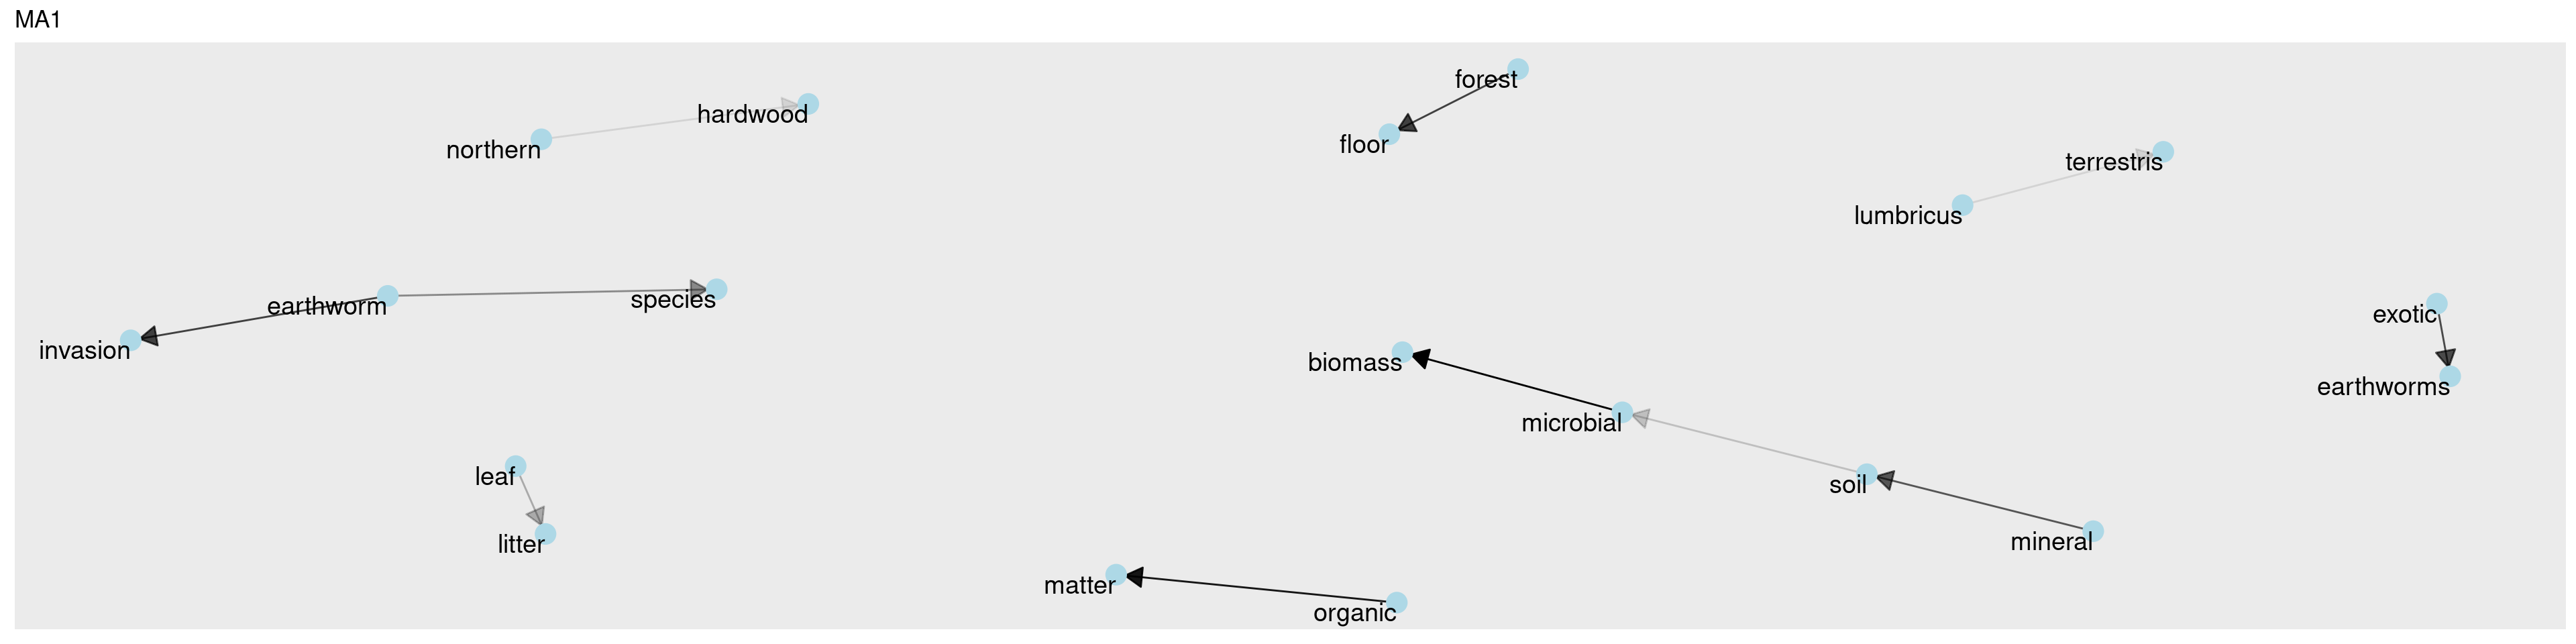 MA1
forest
hardwood
floor
northern
terrestris
lumbricus
species
earthworm
exotic
invasion
biomass
earthworms
microbial
leaf
soil
litter
mineral
matter
organic